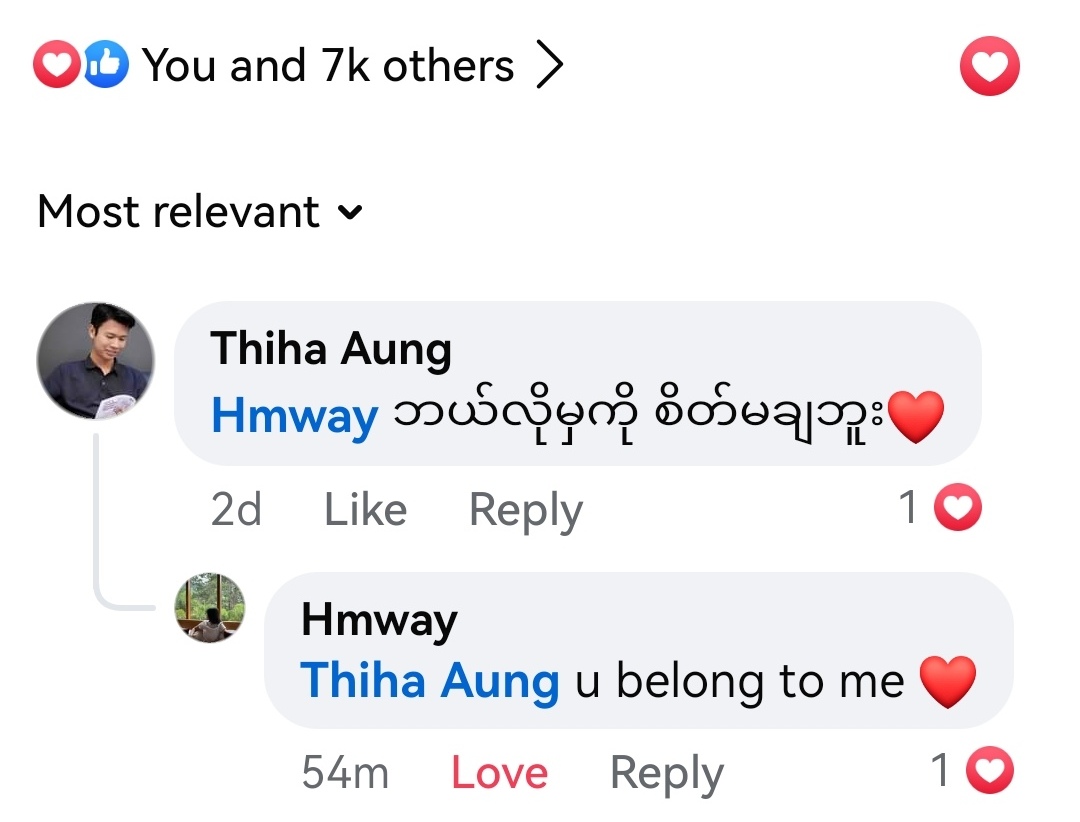 You and 7k others
Most relevant
Thiha Aung
Hmway ဘယ်လိုမှကို စိတ်မချဘူး❤️
2d Like Reply 1
Hmway
Thiha Aung u belong to me ❤️
54m Love Reply 1